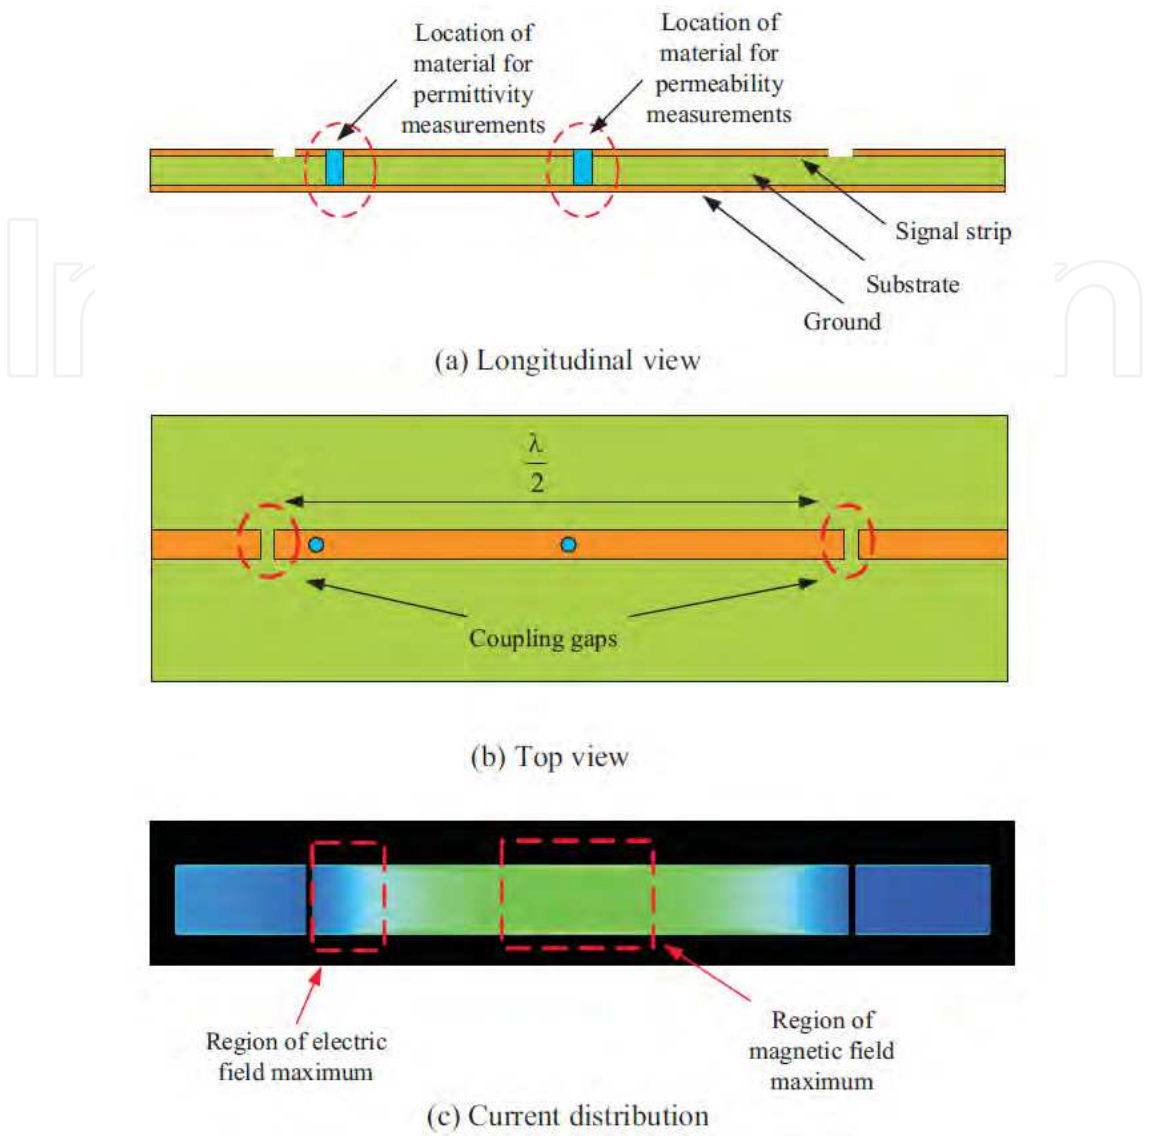 Location of
material for
permittivity
measurements
Location of
material for
permeability
measurements
Signal strip
Substrate
Ground
(a) Longitudinal view
λ
2
Coupling gaps
(b) Top view
Region of electric
field maximum
Region of
magnetic field
maximum
(c) Current distribution